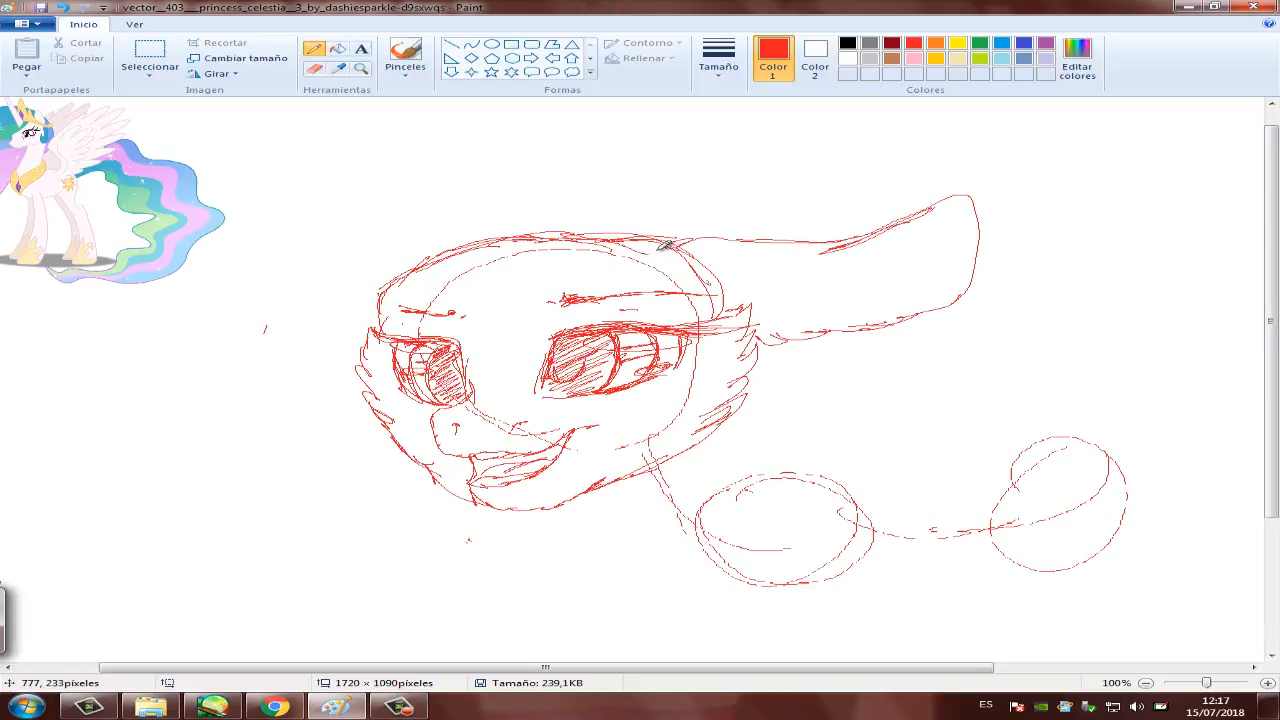 vector__403___princess_celestia__3_by_dashiesparkle-d9sxwqs - Paint
Inicio Ver
Pegar
Cortar
Copiar
Portapapeles
Seleccionar
Recortar
Cambiar tamaño
Girar
Imagen
Herramientas
Pinceles
Contorno
Rellenar
Formas
Tamaño
Color
1
Color
2
Editar
colores
Colores
777, 233píxeles
1720 × 1090píxeles
Tamaño: 239,1KB
100%
ES
12:17
15/07/2018